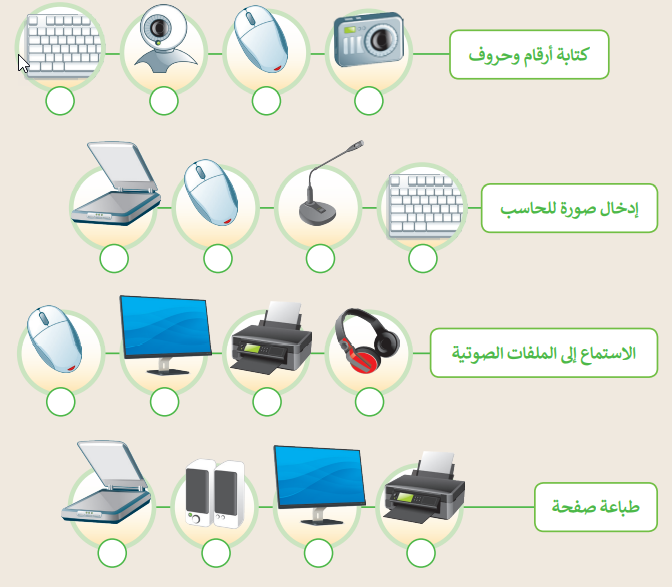 كتابة أرقام وحروف
إدخال صورة للحاسب
الاستماع إلى الملفات الصوتية
طباعة صفحة